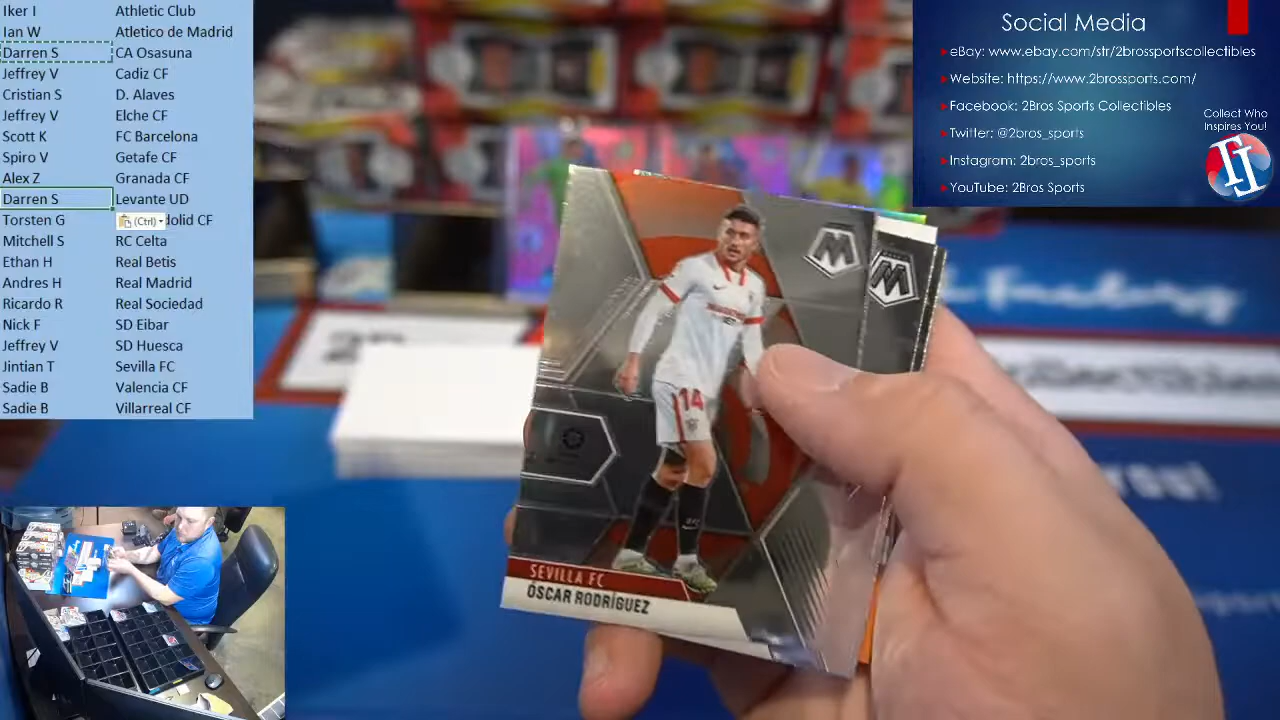 Iker I Athletic Club
Ian W Atletico de Madrid
Darren S CA Osasuna
Jeffrey V Cadiz CF
Cristian S D. Alaves
Jeffrey V Elche CF
Scott K FC Barcelona
Spiro V Getafe CF
Alex Z Granada CF
Darren S Levante UD
Torsten G (Ctrl) dolid CF
Mitchell S RC Celta
Ethan H Real Betis
Andres H Real Madrid
Ricardo R Real Sociedad
Nick F SD Eibar
Jeffrey V SD Huesca
Jintian T Sevilla FC
Sadie B Valencia CF
Sadie B Villarreal CF
Social Media
eBay: www.ebay.com/str/2brossportscollectibles
Website: https://www.2brossports.com/
Facebook: 2Bros Sports Collectibles
Twitter: @2bros_sports
Instagram: 2bros_sports
YouTube: 2Bros Sports
Collect Who
Inspires You!
M
M
14
SEVILLA FC
ÓSCAR RODRÍGUEZ